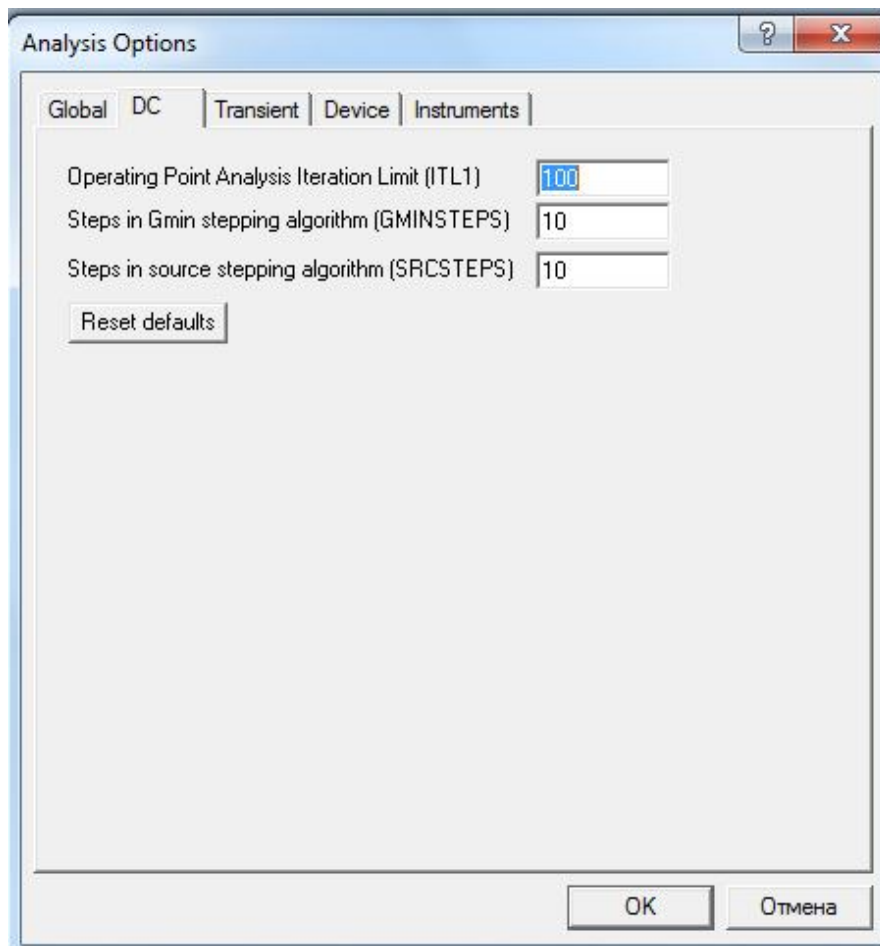 Analysis Options
Global DC Transient Device Instruments
Operating Point Analysis Iteration Limit (ITL1) 100
Steps in Gmin stepping algorithm (GMINSTEPS) 10
Steps in source stepping algorithm (SRCSTEPS) 10
Reset defaults
OK Отмена